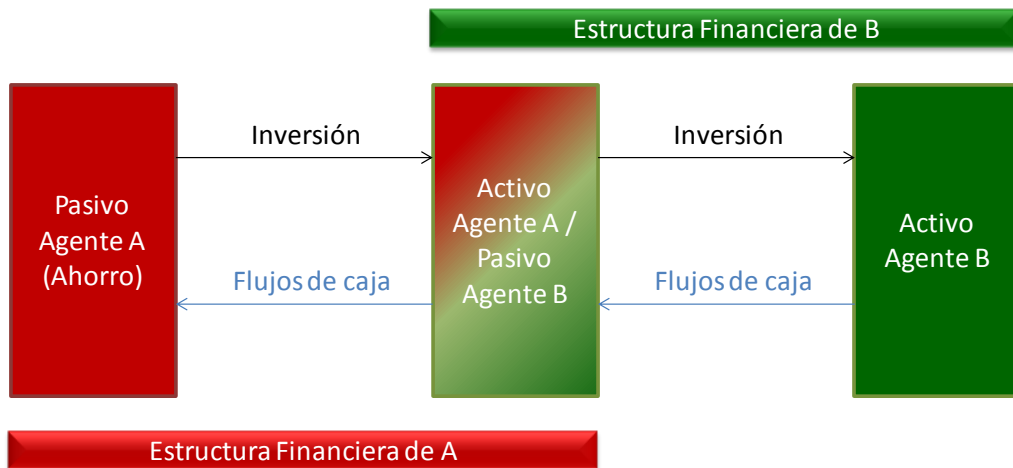 Estructura Financiera de B
Pasivo
Agente A
(Ahorro)
Inversión
Flujos de caja
Activo
Agente A /
Pasivo
Agente B
Inversión
Flujos de caja
Activo
Agente B
Estructura Financiera de A